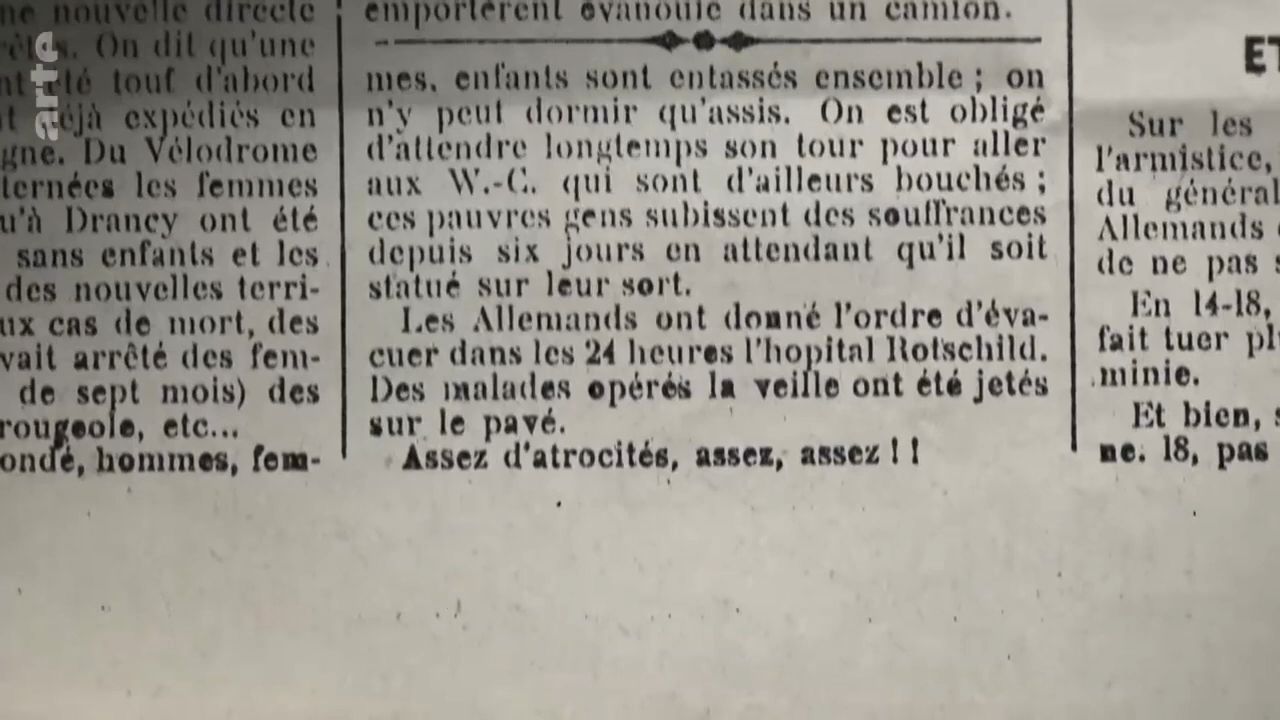 arte
ne nouvelle directe
On dit qu'une
été tout d'abord
déjà expédiés en
gne. Du Vélodrome
ternées les femmes
u'à Drancy ont été
sans enfants et les
des nouvelles terri-
ux cas de mort, des
vait arrêté des fem-
de sept mois) des
rougeole, etc...
onde, hommes, fem-
emportèrent évanouie dans un camion.
mes, enfants sont entassés ensemble ; on
n'y peut dormir qu'assis. On est obligé
d'attendre longtemps son tour pour aller
aux W.-C. qui sont d'ailleurs bouchés ;
ces pauvres gens subissent des souffrances
depuis six jours en attendant qu'il soit
statué sur leur sort.
Les Allemands ont donné l'ordre d'éva-
cuer dans les 24 heures l'hopital Rotschild.
Des malades opérés la veille ont été jetés
sur le pavé.
Assez d'atrocités, assez, assez ! !
ET
Sur les
l'armistice,
du général
Allemands
de ne pas
En 14-18,
fait tuer pl
minie.
Et bien,
ne. 18, pas